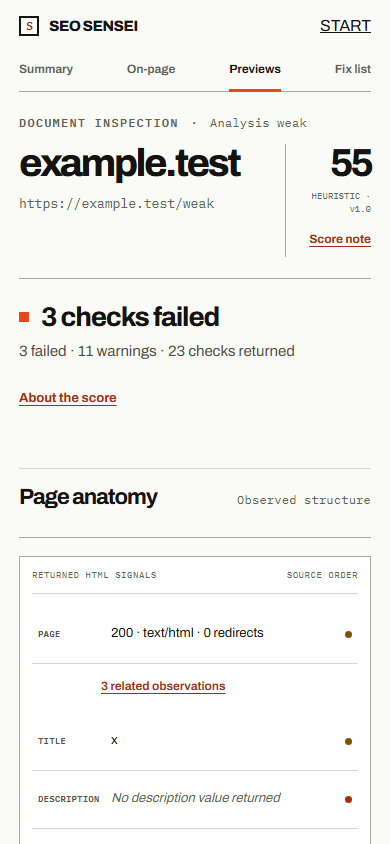 S SEO SENSEI START
Summary On-page Previews Fix list
DOCUMENT INSPECTION · Analysis weak
example.test 55
https://example.test/weak
HEURISTIC ·
v1.0
Score note
3 checks failed
3 failed · 11 warnings · 23 checks returned
About the score
Page anatomy Observed structure
RETURNED HTML SIGNALS SOURCE ORDER
PAGE 200 · text/html · 0 redirects
3 related observations
TITLE x
DESCRIPTION No description value returned